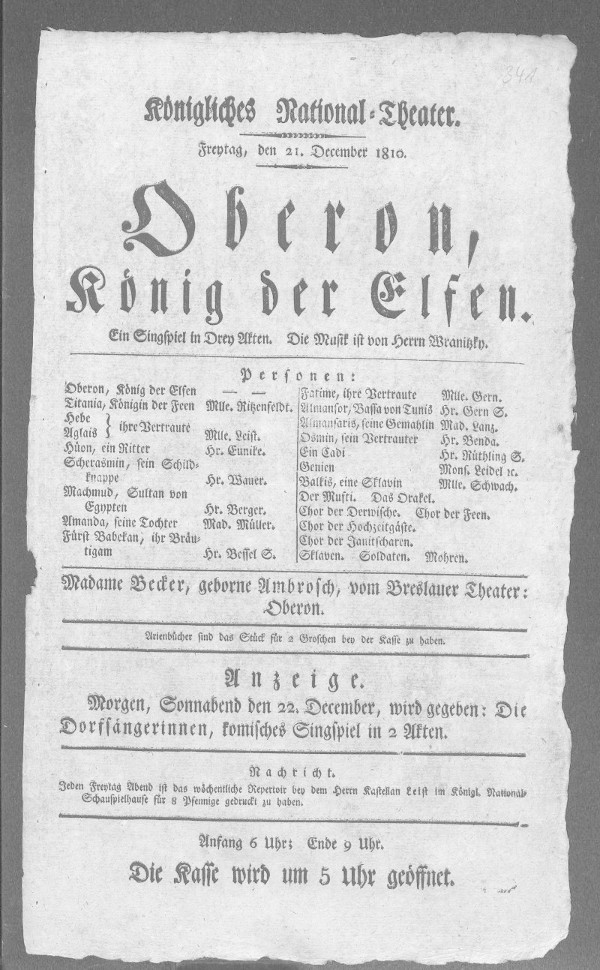 341
Königliches National-Theater.
Freytag, den 21. December 1810.
Oberon,
König der Elfen.
Ein Singspiel in Drey Akten. Die Musik ist von Herrn Wranitzky.
Personen:
Oberon, König der Elfen — —
Titania, Königin der Feen Mlle. Ritzenfeldt.
Hebe
Aglais } ihre Vertraute Mlle. Leist.
Hüon, ein Ritter Hr. Eunike.
Scherasmin, sein Schild-
knappe Hr. Wauer.
Machmud, Sultan von
Egypten Hr. Berger.
Amanda, seine Tochter Mad. Müller.
Fürst Babekan, ihr Bräu-
tigam Hr. Bessel S.
Fatime, ihre Vertraute Mlle. Gern.
Almansor, Bassa von Tunis Hr. Gern S.
Almansaris, seine Gemahlin Mad. Lanz.
Osmin, sein Vertrauter Hr. Benda.
Ein Cadi Hr. Rüthling S.
Genien Mons. Leidel ꝛc.
Balkis, eine Sklavin Mlle. Schwach.
Der Mufti. Das Orakel.
Chor der Derwische. Chor der Feen.
Chor der Hochzeitgäste.
Chor der Janitscharen.
Sklaven. Soldaten. Mohren.
Madame Becker, geborne Ambrosch, vom Breslauer Theater:
Oberon.
Arienbücher sind das Stück für 2 Groschen bey der Kasse zu haben.
Anzeige.
Morgen, Sonnabend den 22. December, wird gegeben: Die
Dorfsängerinnen, komisches Singspiel in 2 Akten.
Nachricht.
Jeden Freytag Abend ist das wöchentliche Repertoir bey dem Herrn Kastellan Leist im Königl. National-
Schauspielhause für 8 Pfennige gedruckt zu haben.
Anfang 6 Uhr; Ende 9 Uhr.
Die Kasse wird um 5 Uhr geöffnet.